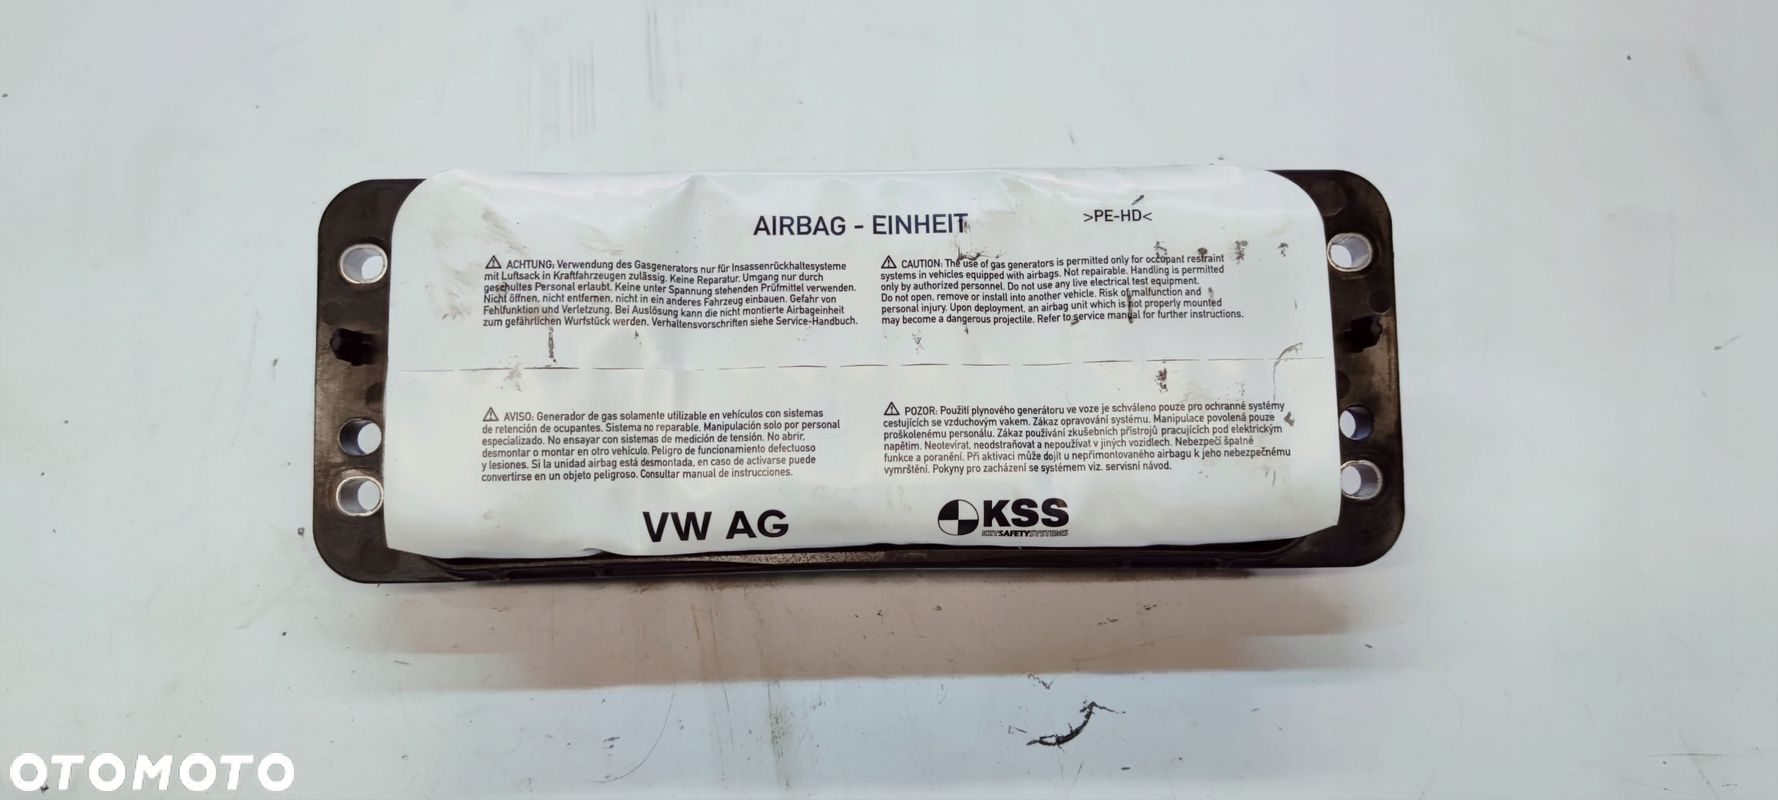 AIRBAG - EINHEIT
>PE-HD<
⚠ ACHTUNG: Verwendung des Gasgenerators nur für Insassenrückhaltesysteme
mit Luftsack in Kraftfahrzeugen zulässig. Keine Reparatur. Umgang nur durch
geschultes Personal erlaubt. Keine unter Spannung stehenden Prüfmittel verwenden.
Nicht öffnen, nicht entfernen, nicht in ein anderes Fahrzeug einbauen. Gefahr von
Fehlfunktion und Verletzung. Bei Auslösung kann die nicht montierte Airbageinheit
zum gefährlichen Wurfstück werden. Verhaltensvorschriften siehe Service-Handbuch.
⚠ CAUTION: The use of gas generators is permitted only for occupant restraint
systems in vehicles equipped with airbags. Not repairable. Handling is permitted
only by authorized personnel. Do not use any live electrical test equipment.
Do not open, remove or install into another vehicle. Risk of malfunction and
personal injury. Upon deployment, an airbag unit which is not properly mounted
may become a dangerous projectile. Refer to service manual for further instructions.
⚠ AVISO: Generador de gas solamente utilizable en vehículos con sistemas
de retención de ocupantes. Sistema no reparable. Manipulación solo por personal
especializado. No ensayar con sistemas de medición de tensión. No abrir,
desmontar o montar en otro vehículo. Peligro de funcionamiento defectuoso
y lesiones. Si la unidad airbag está desmontada, en caso de activarse puede
convertirse en un objeto peligroso. Consultar manual de instrucciones.
⚠ POZOR: Použití plynového generátoru ve voze je schváleno pouze pro ochranné systémy
cestujících se vzduchovým vakem. Zákaz opravování systému. Manipulace povolená pouze
proškolenému personálu. Zákaz používání zkušebních přístrojů pracujících pod elektrickým
napětím. Neotevírat, neodstraňovat a nepoužívat v jiných vozidlech. Nebezpečí špatné
funkce a poranění. Při aktivaci může dojít u nepřimontovaného airbagu k jeho nebezpečnému
vymrštění. Pokyny pro zacházení se systémem viz. servisní návod.
VW AG
KSS
KEYSAFETYSYSTEMS
OTOMOTO